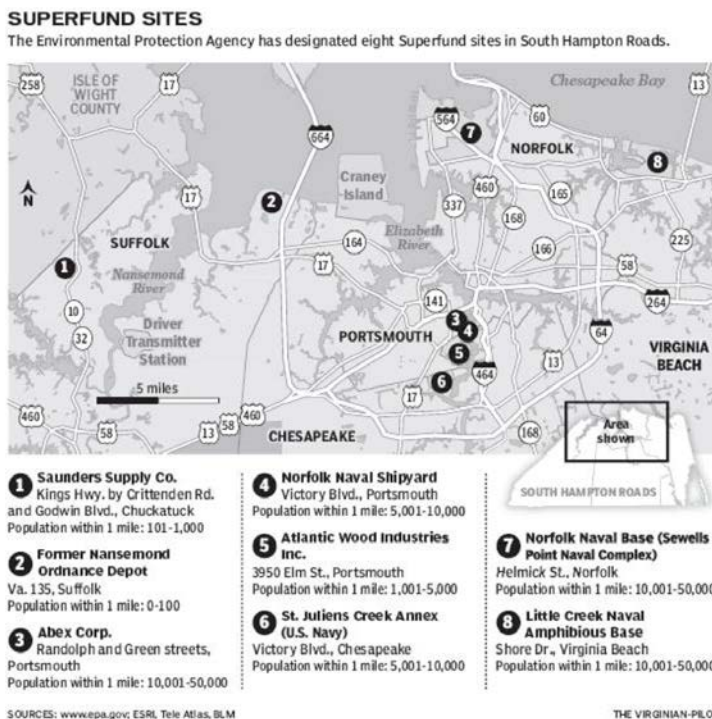 SUPERFUND SITES
The Environmental Protection Agency has designated eight Superfund sites in South Hampton Roads.
258
ISLE OF
WIGHT
COUNTY
17
664
564
7
60
Chesapeake Bay
13
NORFOLK
8
N
17
2
Craney
Island
460
337
165
168
SUFFOLK
Elizabeth
River
164
166
225
1
Nansemond
River
17
58
264
10
141
3
4
32
Driver
Transmitter
Station
PORTSMOUTH
5
64
VIRGINIA
BEACH
6
464
13
5 miles
17
460
58
13
58
460
CHESAPEAKE
168
Area
shown
SOUTH HAMPTON ROADS
1 Saunders Supply Co.
Kings Hwy. by Crittenden Rd.
and Godwin Blvd., Chuckatuck
Population within 1 mile: 101-1,000
2 Former Nansemond
Ordnance Depot
Va. 135, Suffolk
Population within 1 mile: 0-100
3 Abex Corp.
Randolph and Green streets,
Portsmouth
Population within 1 mile: 10,001-50,000
4 Norfolk Naval Shipyard
Victory Blvd., Portsmouth
Population within 1 mile: 5,001-10,000
5 Atlantic Wood Industries
Inc.
3950 Elm St., Portsmouth
Population within 1 mile: 1,001-5,000
6 St. Juliens Creek Annex
(U.S. Navy)
Victory Blvd., Chesapeake
Population within 1 mile: 5,001-10,000
7 Norfolk Naval Base (Sewells
Point Naval Complex)
Helmick St., Norfolk
Population within 1 mile: 10,001-50,000
8 Little Creek Naval
Amphibious Base
Shore Dr., Virginia Beach
Population within 1 mile: 10,001-50,000
SOURCES: www.epa.gov; ESRI, Tele Atlas, BLM
THE VIRGINIAN-PILO